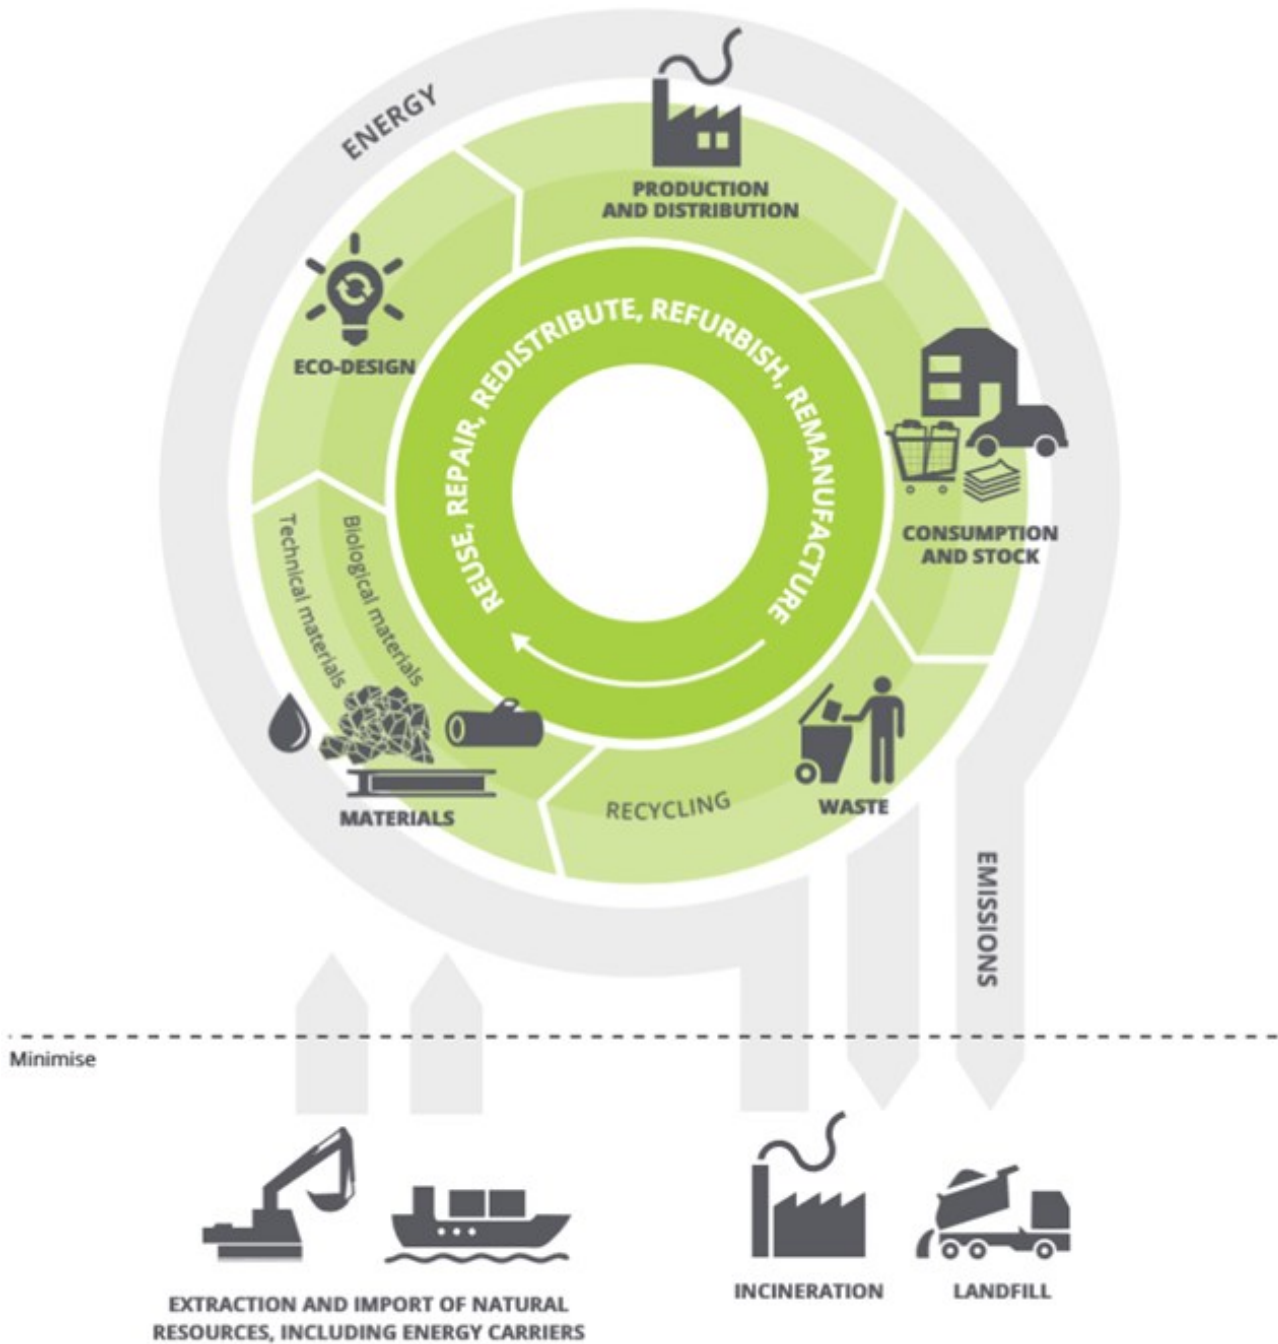 ENERGY
PRODUCTION
AND DISTRIBUTION
ECO-DESIGN
REUSE, REPAIR, REDISTRIBUTE, REFURBISH, REMANUFACTURE
CONSUMPTION
AND STOCK
Technical materials
Biological materials
MATERIALS
RECYCLING
WASTE
EMISSIONS
Minimise
EXTRACTION AND IMPORT OF NATURAL
RESOURCES, INCLUDING ENERGY CARRIERS
INCINERATION
LANDFILL